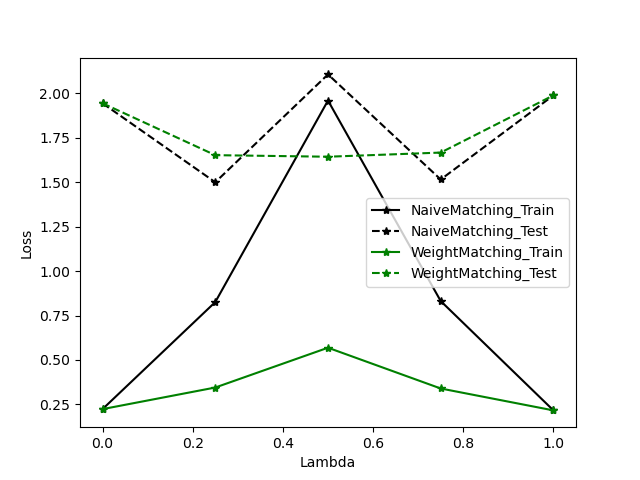 2.00
1.75
1.50
1.25
1.00
0.75
0.50
0.25
Loss
NaiveMatching_Train
NaiveMatching_Test
WeightMatching_Train
WeightMatching_Test
0.0 0.2 0.4 0.6 0.8 1.0
Lambda